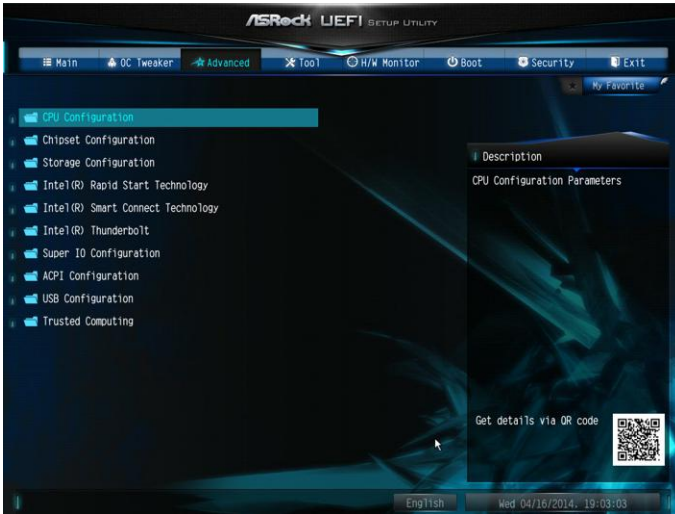 ASRock UEFI SETUP UTILITY
Main OC Tweaker Advanced Tool H/W Monitor Boot Security Exit
My Favorite
CPU Configuration
Chipset Configuration
Storage Configuration
Intel(R) Rapid Start Technology
Intel(R) Smart Connect Technology
Intel(R) Thunderbolt
Super IO Configuration
ACPI Configuration
USB Configuration
Trusted Computing
Description
CPU Configuration Parameters
Get details via QR code
English
Wed 04/16/2014. 19:03:03